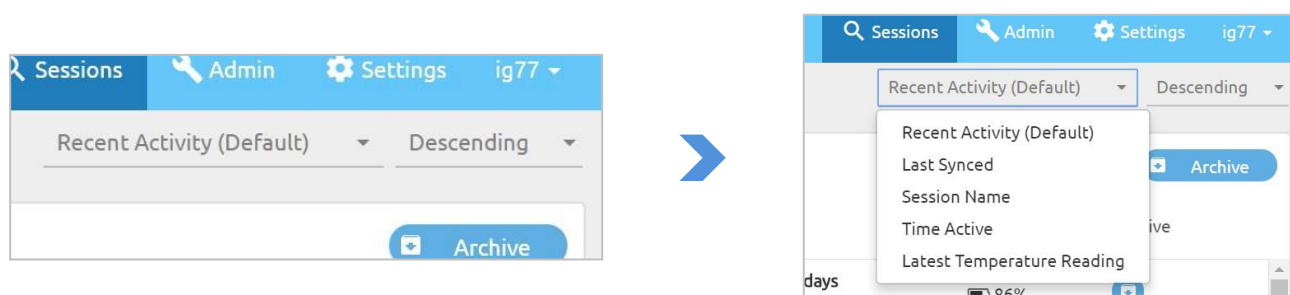 Sessions Admin Settings ig77
Recent Activity (Default) Descending
Archive
Sessions Admin Settings ig77
Recent Activity (Default) Descending
Recent Activity (Default)
Last Synced
Archive
Session Name
Time Active
ive
Latest Temperature Reading
days
86%